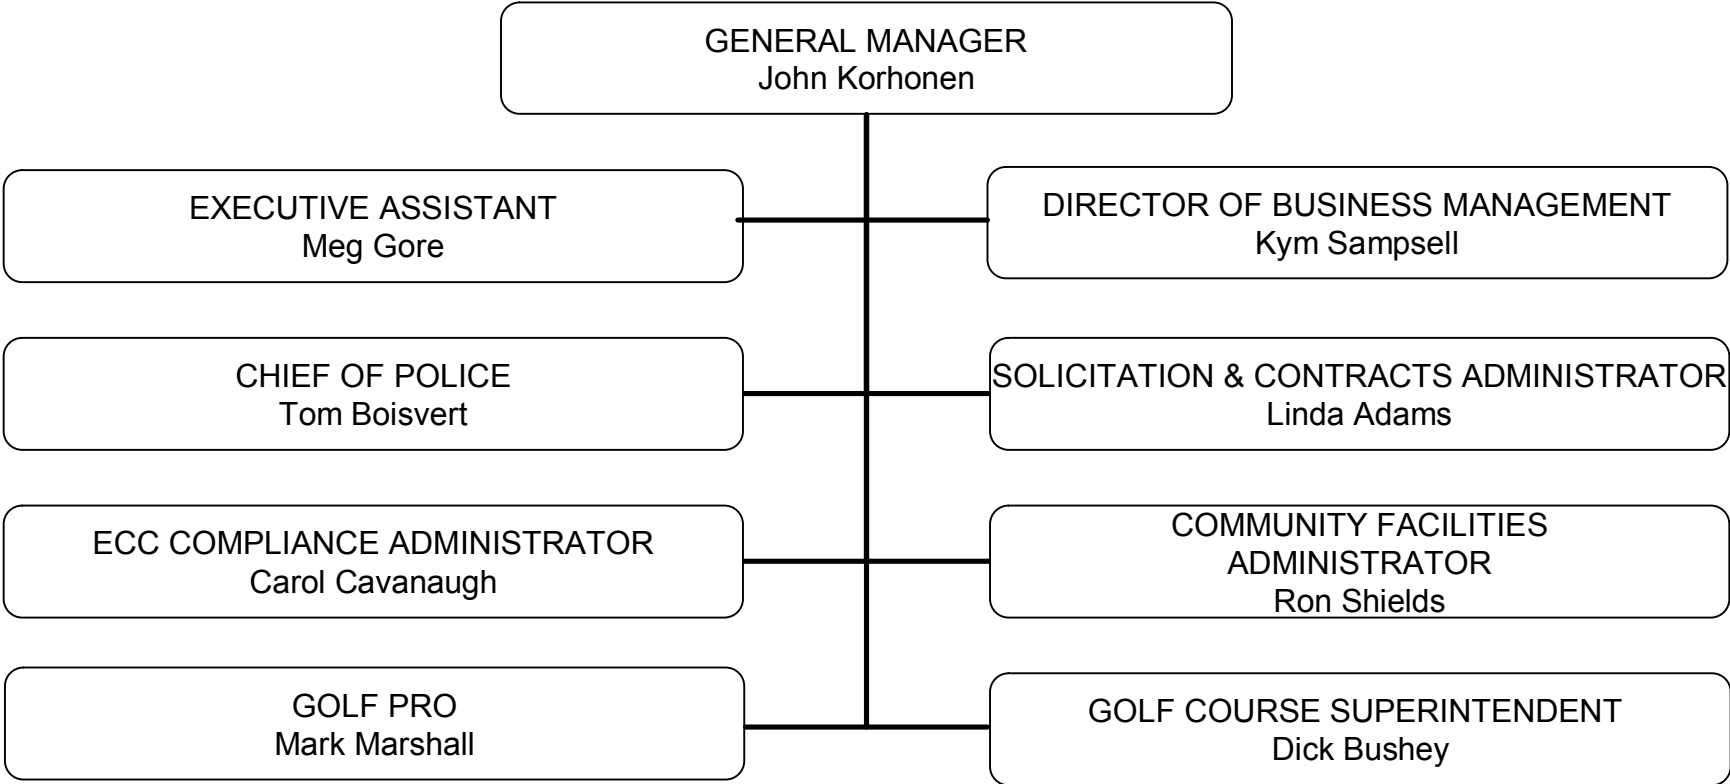 GENERAL MANAGER
John Korhonen
EXECUTIVE ASSISTANT
Meg Gore
DIRECTOR OF BUSINESS MANAGEMENT
Kym Sampsell
CHIEF OF POLICE
Tom Boisvert
SOLICITATION & CONTRACTS ADMINISTRATOR
Linda Adams
ECC COMPLIANCE ADMINISTRATOR
Carol Cavanaugh
COMMUNITY FACILITIES
ADMINISTRATOR
Ron Shields
GOLF PRO
Mark Marshall
GOLF COURSE SUPERINTENDENT
Dick Bushey